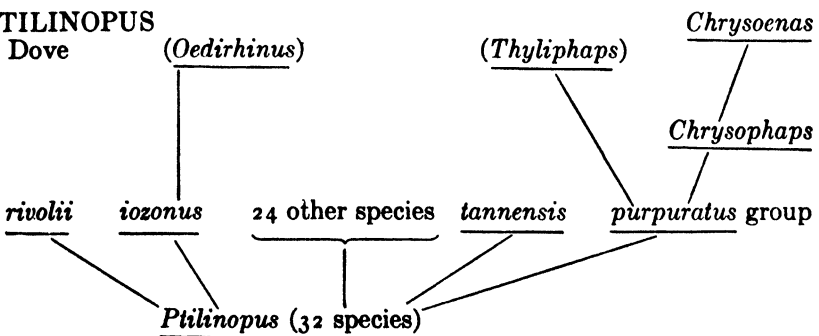 TILINOPUS
Dove
(Oedirhinus)
(Thyliphaps)
Chrysoenas
Chrysophaps
rivolii iozonus 24 other species tannensis purpuratus group
Ptilinopus (32 species)